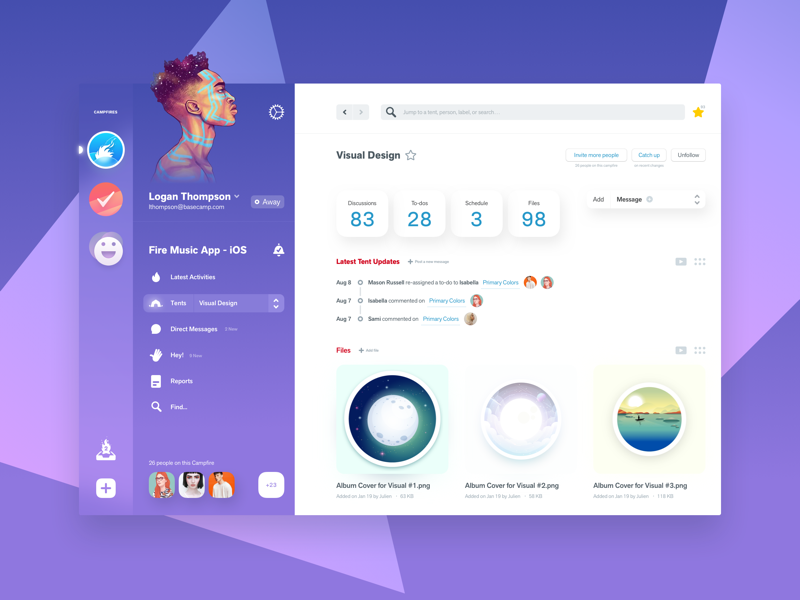 CAMPFIRES
Logan Thompson
lthompson@basecamp.com
Away
Fire Music App - iOS
Latest Activities
Tents Visual Design
Direct Messages 5 New
Hey! 8 New
Reports
Find...
26 people on this Campfire
+23
Jump to a tent, person, label, or search...
Visual Design
Invite more people
Catch up
Unfollow
Discussions
83
To-dos
28
Schedule
3
Files
98
Add Message
Latest Tent Updates
Post a new message
Aug 8 Mason Russell re-assigned a to-do to Isabella Primary Colors
Aug 7 Isabella commented on Primary Colors
Aug 7 Sami commented on Primary Colors
Files
Add file
Album Cover for Visual #1.png
Added on Jan 19 by Julien · 63 KB
Album Cover for Visual #2.png
Added on Jan 19 by Julien · 58 KB
Album Cover for Visual #3.png
Added on Jan 19 by Julien · 118 KB